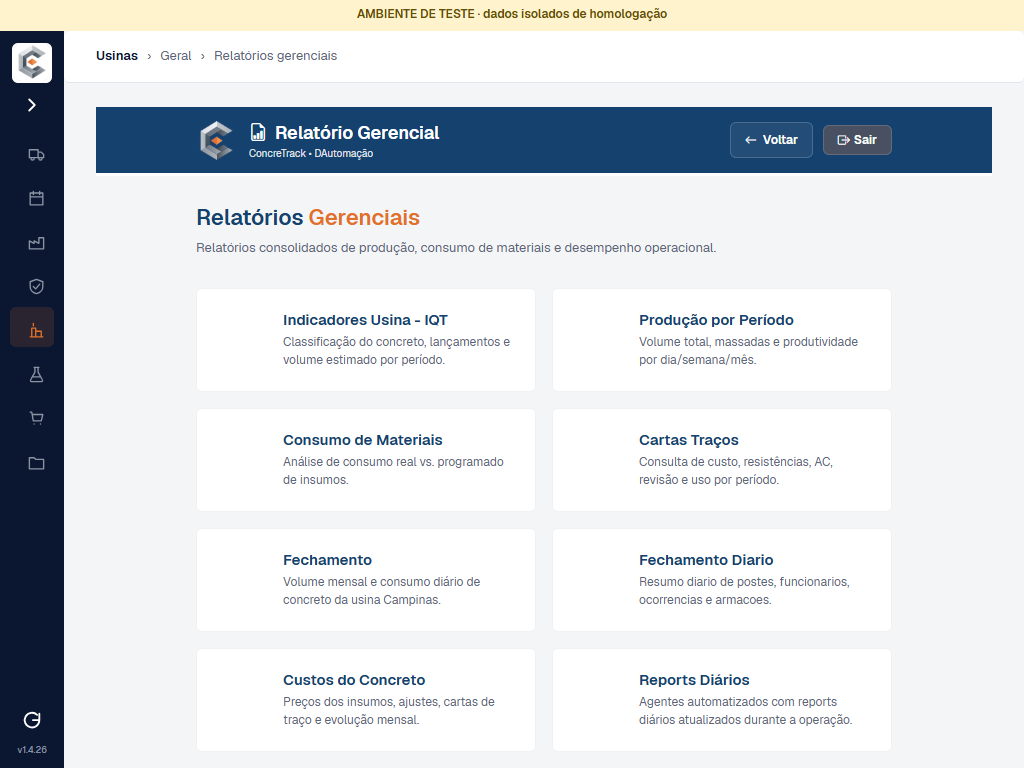 AMBIENTE DE TESTE · dados isolados de homologação
Usinas › Geral › Relatórios gerenciais
Relatório Gerencial
ConcreTrack • DAutomação
← Voltar
Sair
Relatórios Gerenciais
Relatórios consolidados de produção, consumo de materiais e desempenho operacional.
Indicadores Usina - IQT
Classificação do concreto, lançamentos e
volume estimado por período.
Produção por Período
Volume total, massadas e produtividade
por dia/semana/mês.
Consumo de Materiais
Análise de consumo real vs. programado
de insumos.
Cartas Traços
Consulta de custo, resistências, AC,
revisão e uso por período.
Fechamento
Volume mensal e consumo diário de
concreto da usina Campinas.
Fechamento Diario
Resumo diario de postes, funcionarios,
ocorrencias e armacoes.
Custos do Concreto
Preços dos insumos, ajustes, cartas de
traço e evolução mensal.
Reports Diários
Agentes automatizados com reports
diários atualizados durante a operação.
v1.4.26